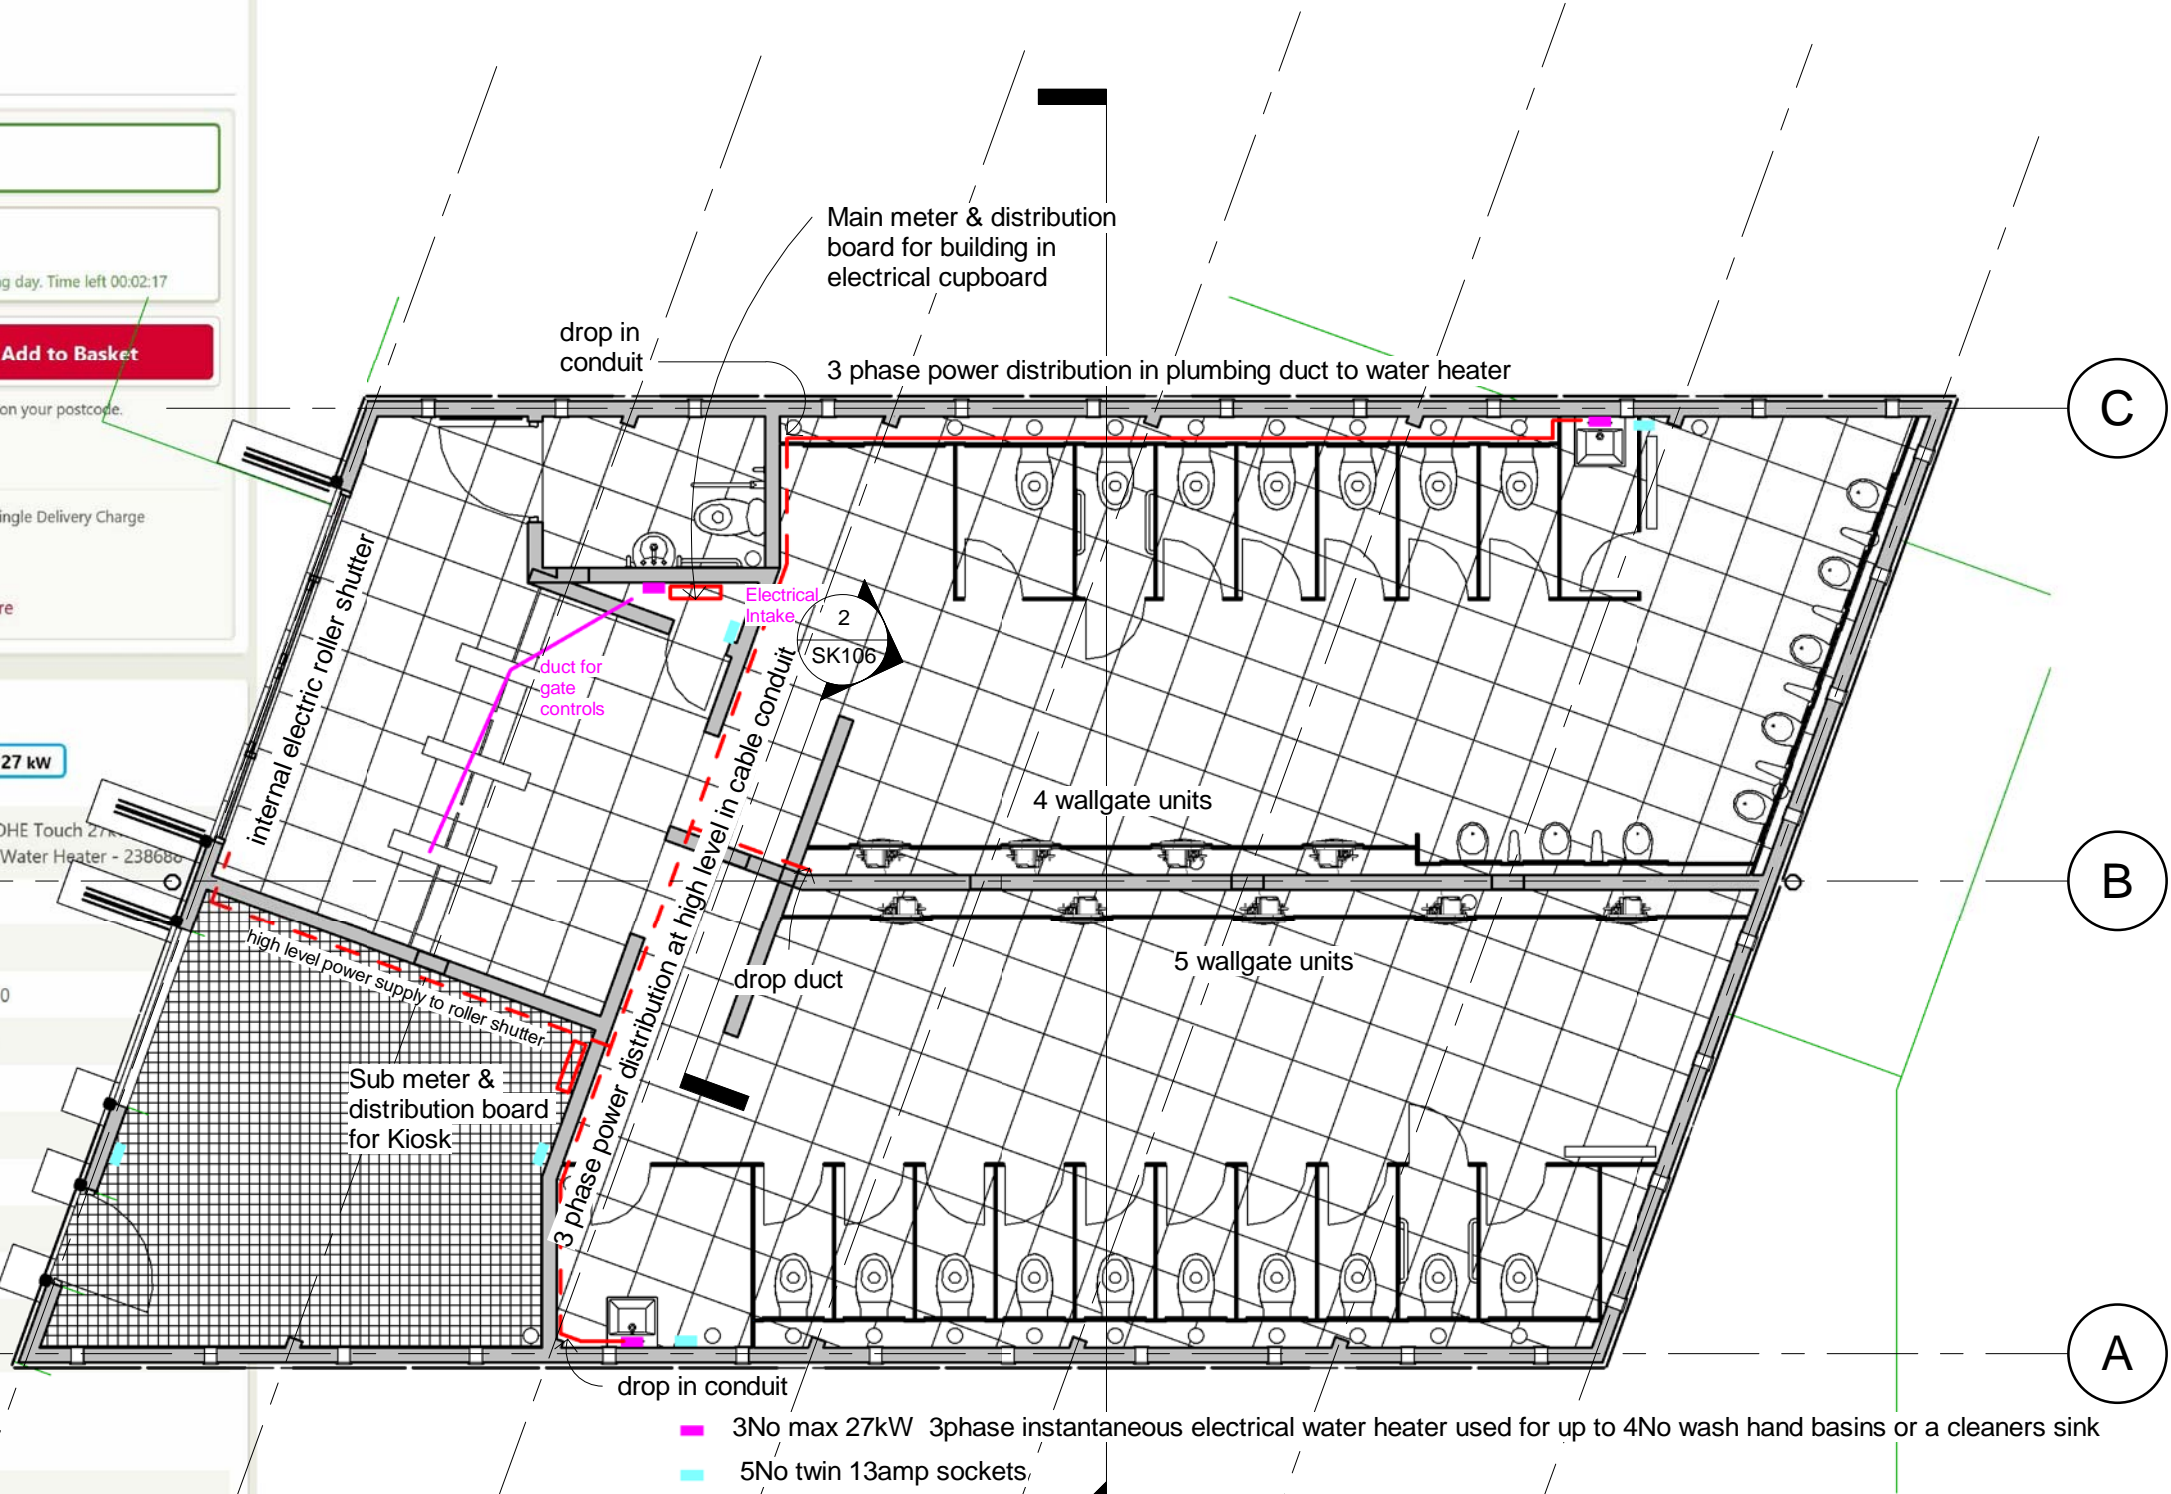 g day. Time left 00:02:17
Add to Basket
on your postcode.
ingle Delivery Charge
re
27 kW
DHE Touch 27k
Water Heater - 238686
0
Main meter & distribution
board for building in
electrical cupboard
drop in
conduit
3 phase power distribution in plumbing duct to water heater
C
internal electric roller shutter
Electrical
Intake
2
SK106
duct for
gate
controls
3 phase power distribution at high level in cable conduit
4 wallgate units
B
high level power supply to roller shutter
drop duct
5 wallgate units
Sub meter &
distribution board
for Kiosk
A
drop in conduit
3No max 27kW 3phase instantaneous electrical water heater used for up to 4No wash hand basins or a cleaners sink
5No twin 13amp sockets